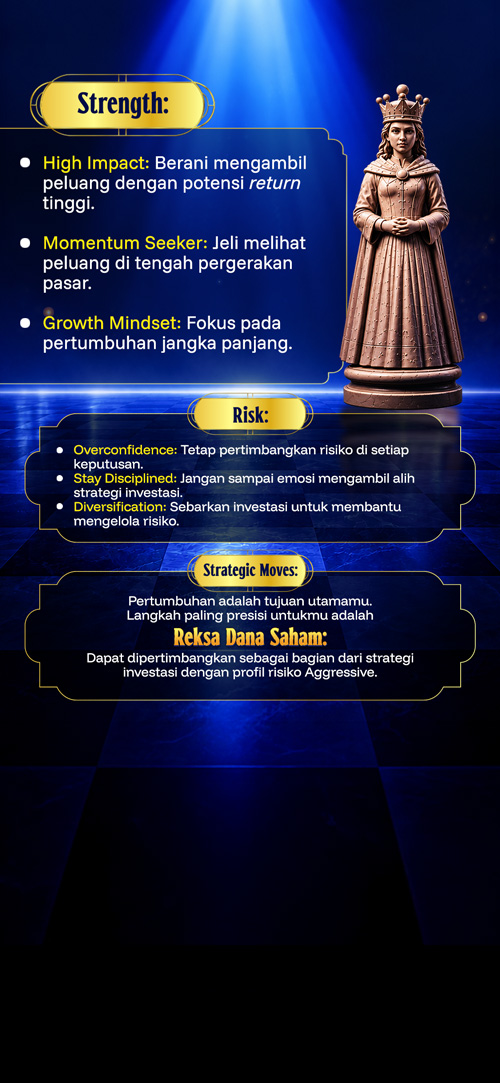 Strength:
High Impact: Berani mengambil
peluang dengan potensi return
tinggi.
Momentum Seeker: Jeli melihat
peluang di tengah pergerakan
pasar.
Growth Mindset: Fokus pada
pertumbuhan jangka panjang.
Risk:
Overconfidence: Tetap pertimbangkan risiko di setiap
keputusan.
Stay Disciplined: Jangan sampai emosi mengambil alih
strategi investasi.
Diversification: Sebarkan investasi untuk membantu
mengelola risiko.
Strategic Moves:
Pertumbuhan adalah tujuan utamamu.
Langkah paling presisi untukmu adalah
Reksa Dana Saham:
Dapat dipertimbangkan sebagai bagian dari strategi
investasi dengan profil risiko Aggressive.